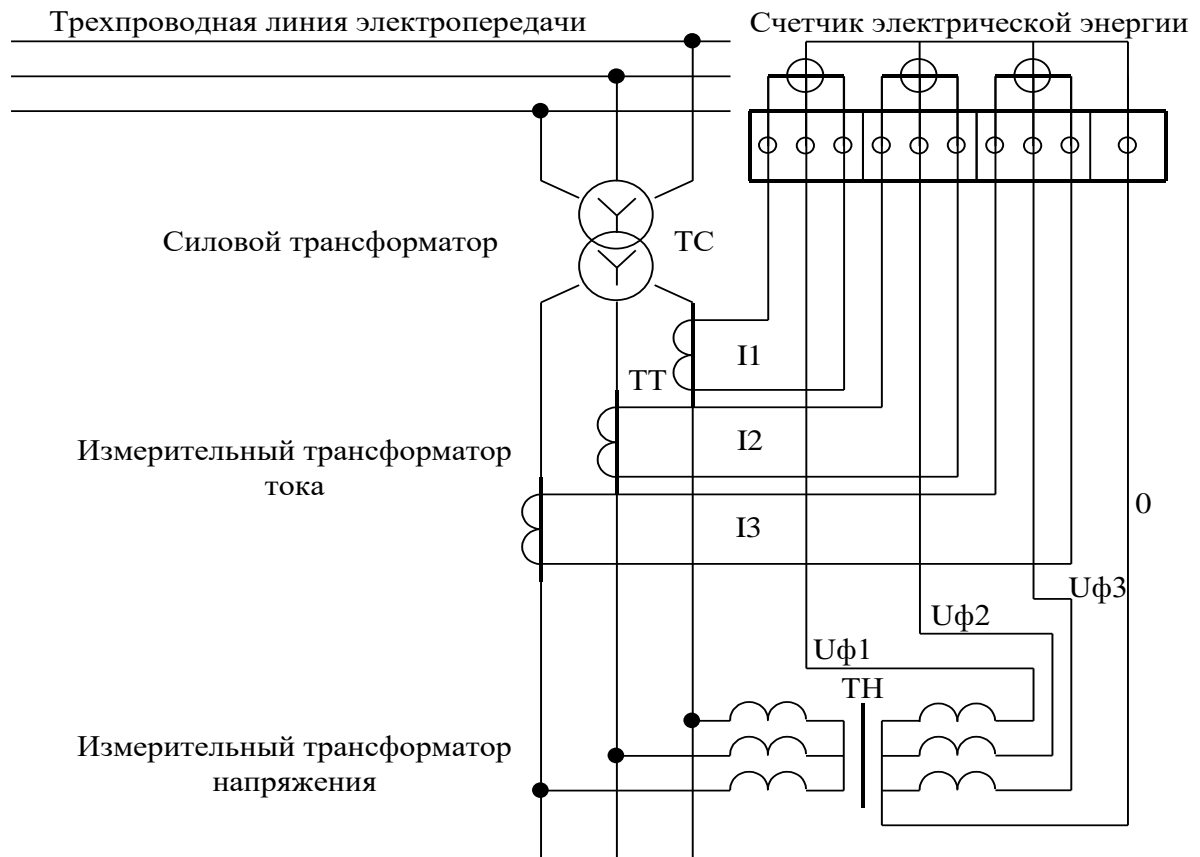 Трехпроводная линия электропередачи
Счетчик электрической энергии
Силовой трансформатор
ТС
I1
ТТ
I2
Измерительный трансформатор
тока
I3
0
Uф3
Uф2
Uф1
ТН
Измерительный трансформатор
напряжения